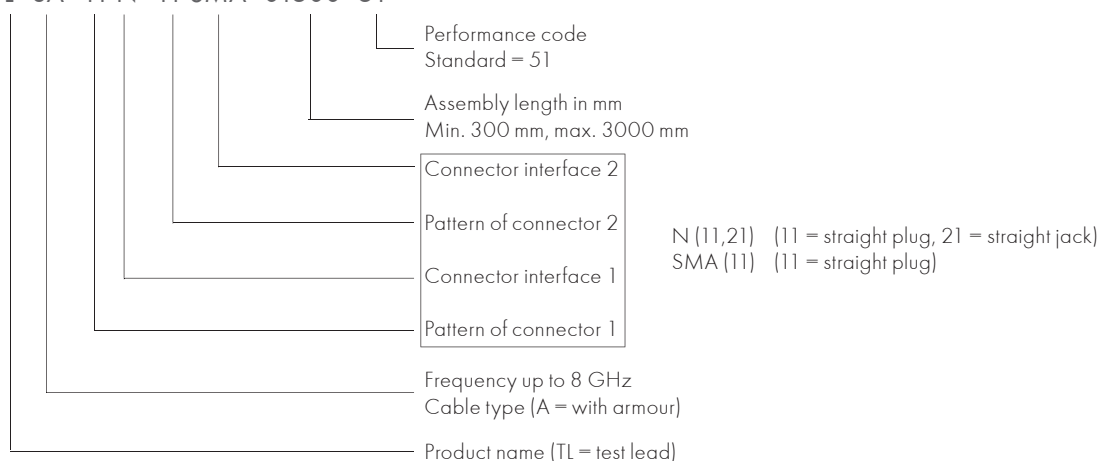 Performance code
Standard = 51
Assembly length in mm
Min. 300 mm, max. 3000 mm
Connector interface 2
Pattern of connector 2
N (11,21) (11 = straight plug, 21 = straight jack)
SMA (11) (11 = straight plug)
Connector interface 1
Pattern of connector 1
Frequency up to 8 GHz
Cable type (A = with armour)
Product name (TL = test lead)